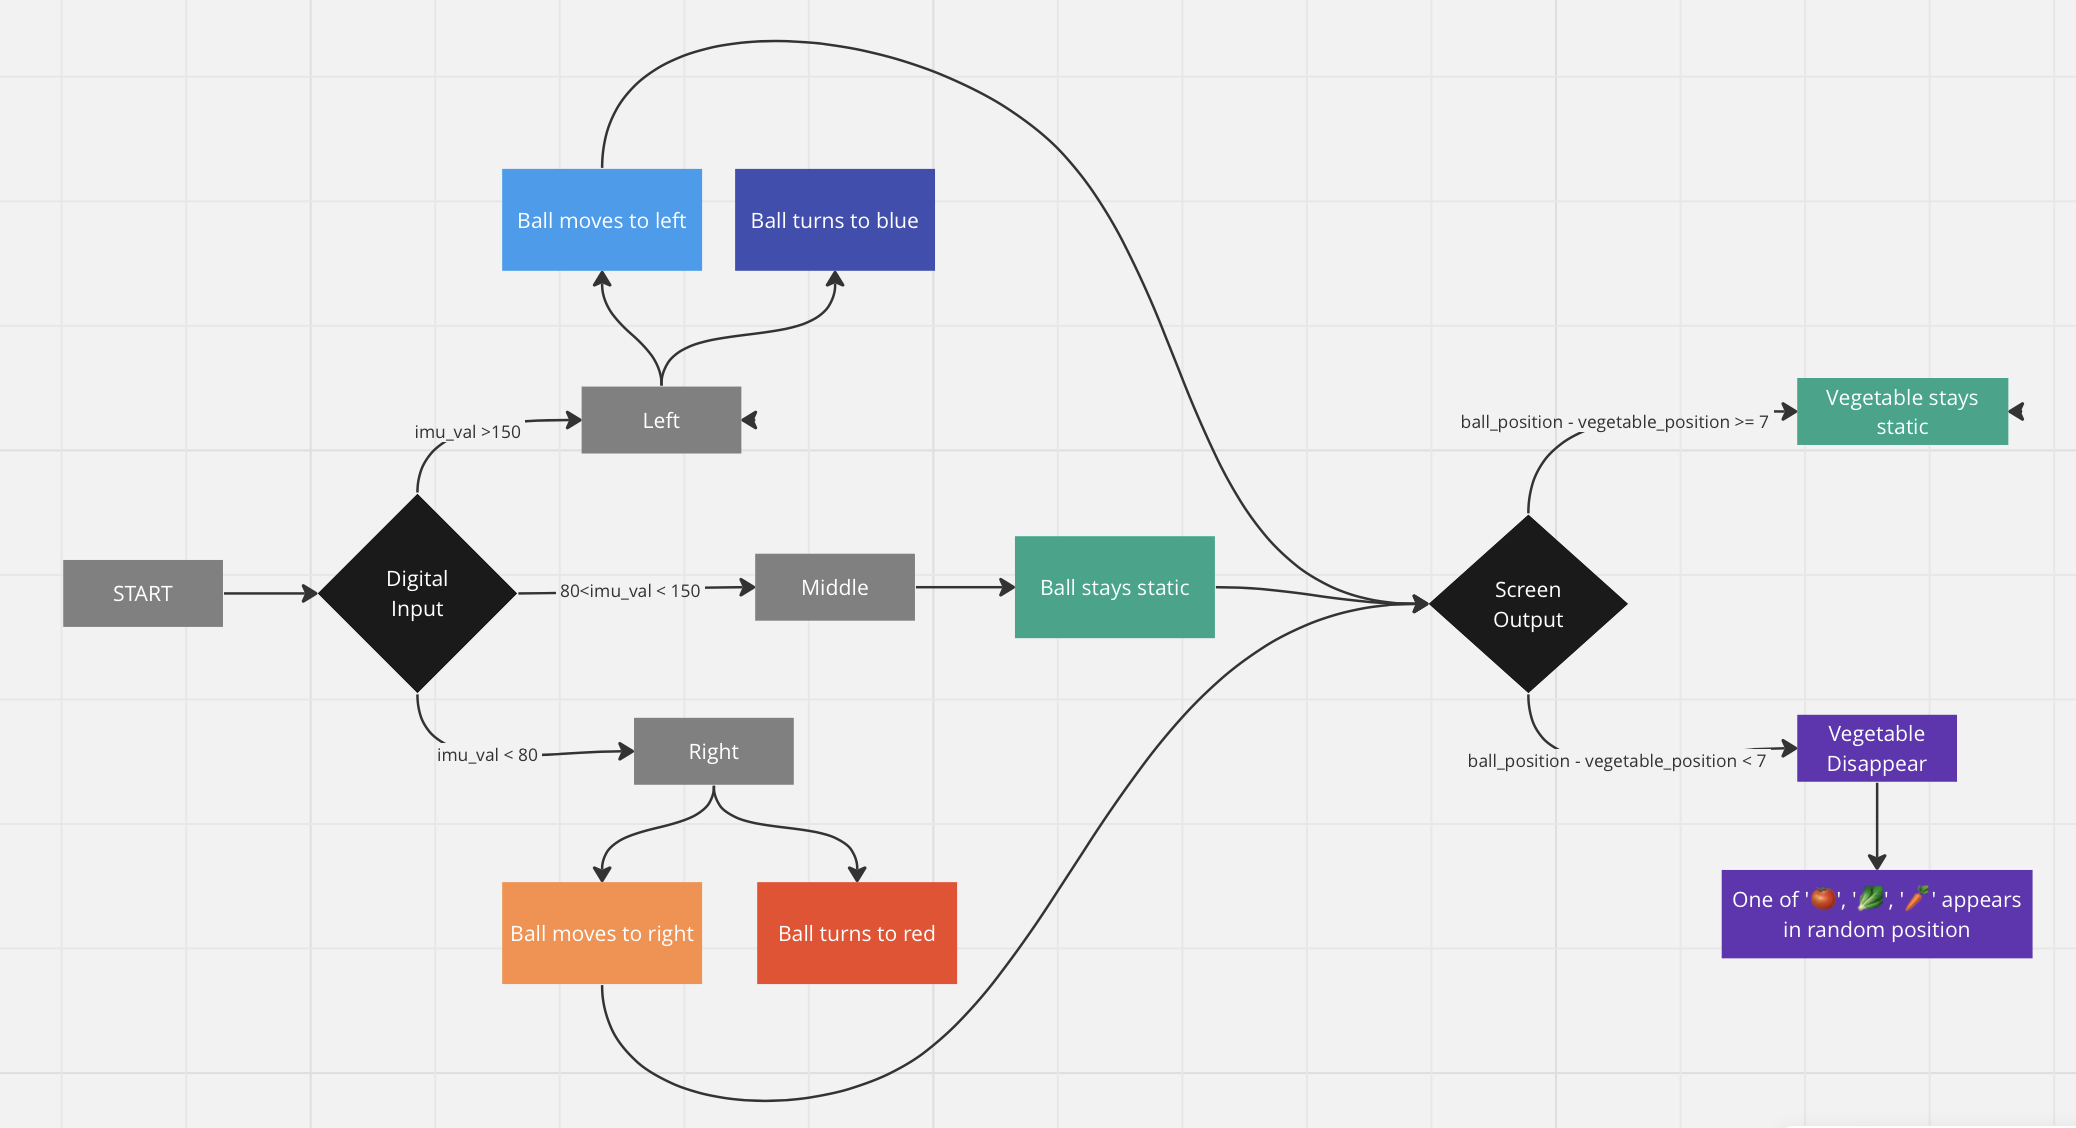 Ball moves to left
Ball turns to blue
Left
imu_val >150
START
Digital
Input
80<imu_val < 150
Middle
Ball stays static
imu_val < 80
Right
Ball moves to right
Ball turns to red
Screen
Output
ball_position - vegetable_position >= 7
Vegetable stays
static
ball_position - vegetable_position < 7
Vegetable
Disappear
One of '🍅', '🥬', '🥕' appears
in random position